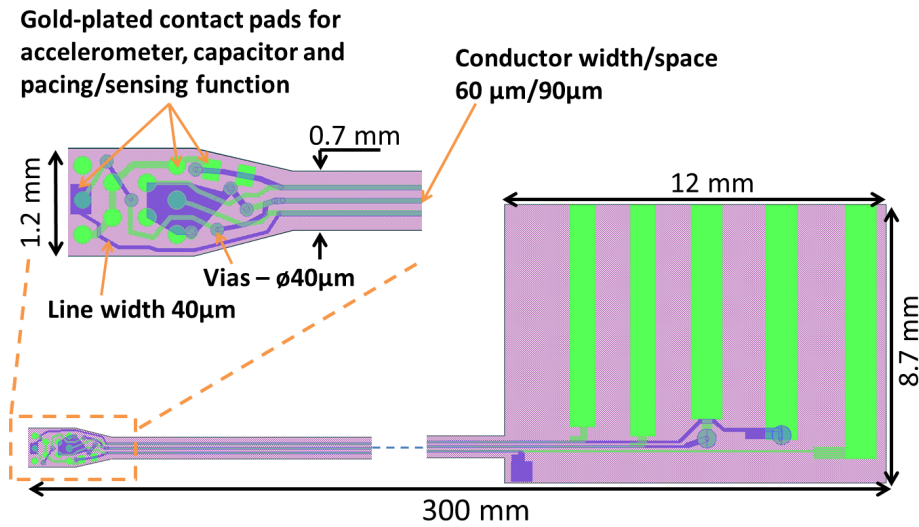 Gold-plated contact pads for
accelerometer, capacitor and
pacing/sensing function
Conductor width/space
60 µm/90µm
0.7 mm
1.2 mm
12 mm
8.7 mm
Vias – ø40µm
Line width 40µm
300 mm